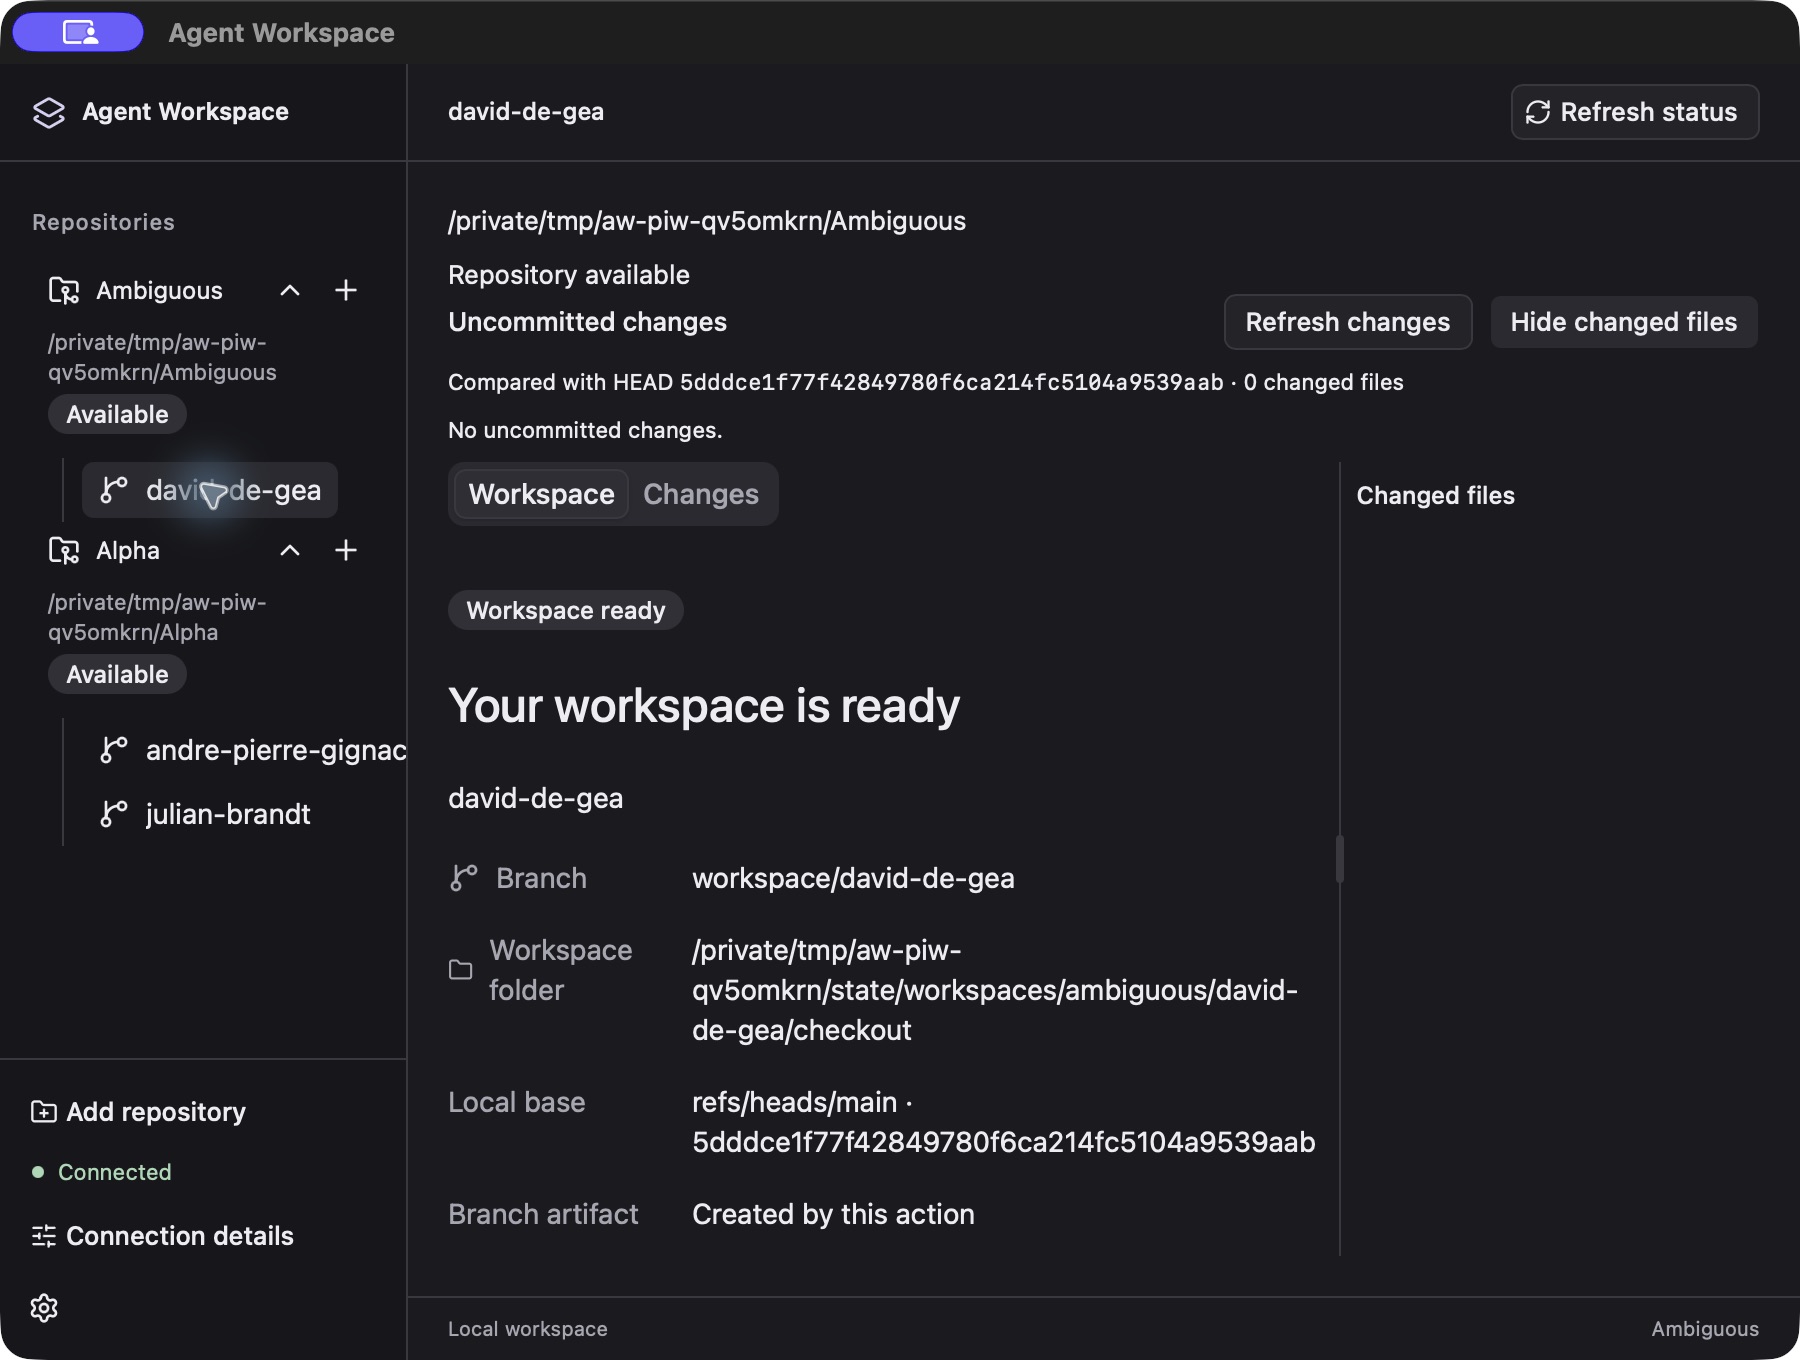 Agent Workspace
Agent Workspace
Repositories
Ambiguous
/private/tmp/aw-piw-
qv5omkrn/Ambiguous
Available
david-de-gea
Alpha
/private/tmp/aw-piw-
qv5omkrn/Alpha
Available
andre-pierre-gignac
julian-brandt
Add repository
Connected
Connection details
david-de-gea
Refresh status
/private/tmp/aw-piw-qv5omkrn/Ambiguous
Repository available
Uncommitted changes
Refresh changes
Hide changed files
Compared with HEAD 5dddce1f77f42849780f6ca214fc5104a9539aab · 0 changed files
No uncommitted changes.
Workspace
Changes
Changed files
Workspace ready
Your workspace is ready
david-de-gea
Branch
workspace/david-de-gea
Workspace
folder
/private/tmp/aw-piw-
qv5omkrn/state/workspaces/ambiguous/david-
de-gea/checkout
Local base
refs/heads/main ·
5dddce1f77f42849780f6ca214fc5104a9539aab
Branch artifact
Created by this action
Local workspace
Ambiguous